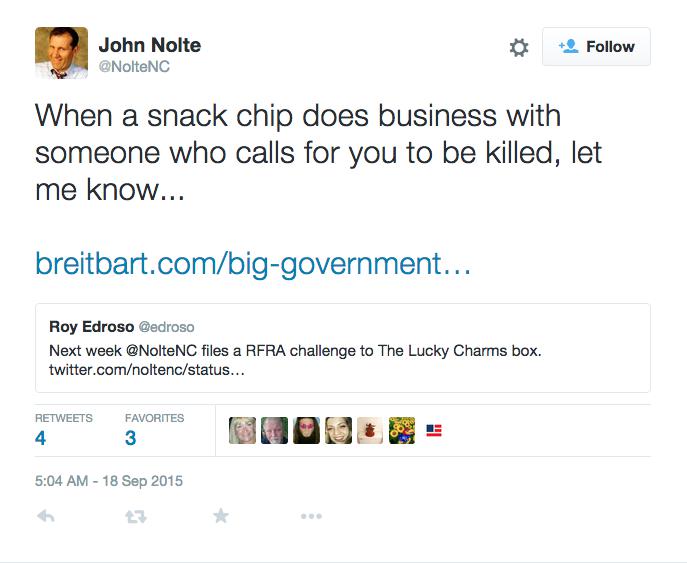 John Nolte
@NolteNC
Follow
When a snack chip does business with
someone who calls for you to be killed, let
me know...
breitbart.com/big-government…
Roy Edroso @edroso
Next week @NolteNC files a RFRA challenge to The Lucky Charms box.
twitter.com/noltenc/status…
RETWEETS FAVORITES
4 3
5:04 AM - 18 Sep 2015